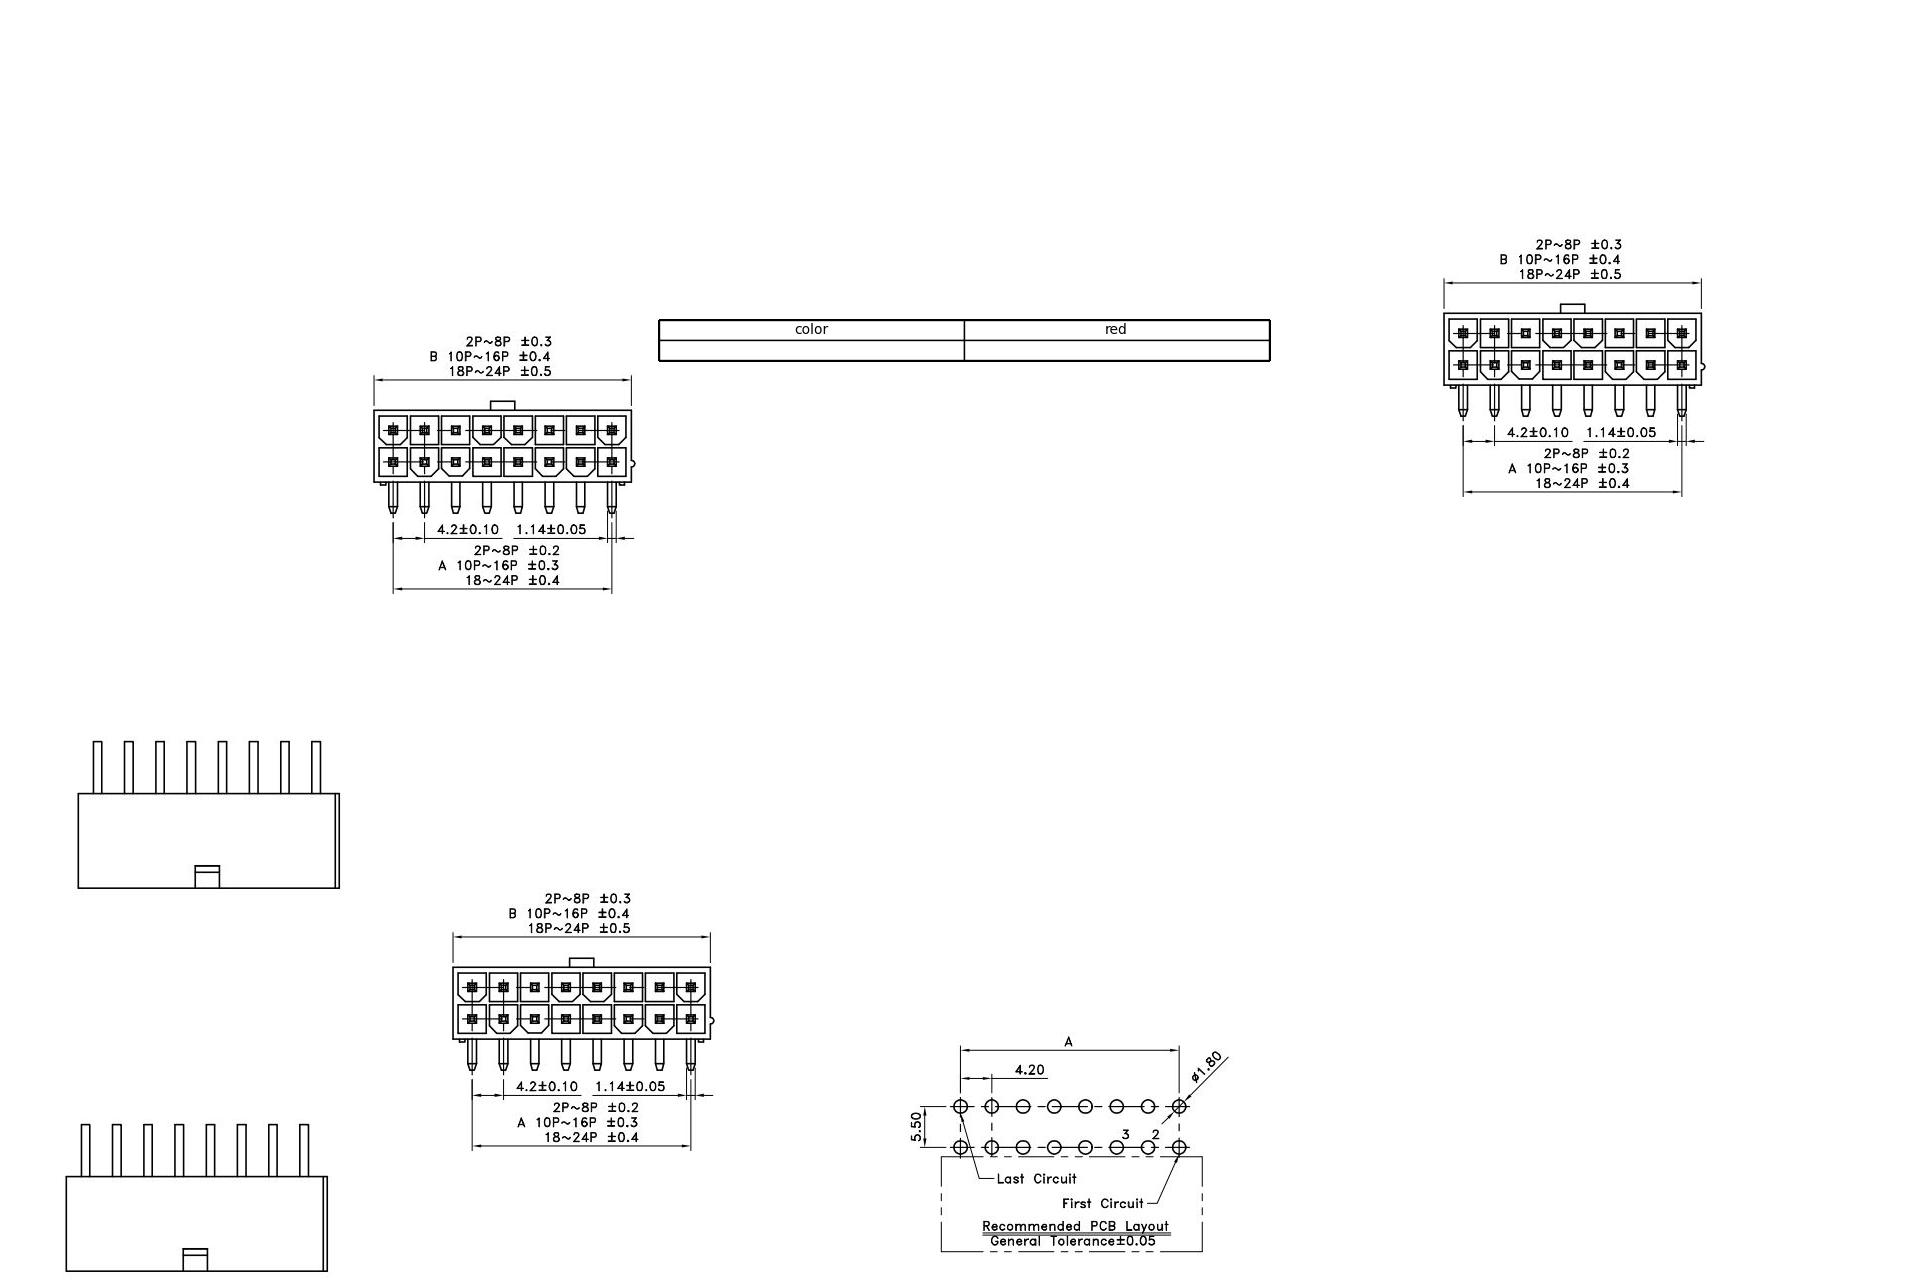 2P~8P ±0.3
B 10P~16P ±0.4
18P~24P ±0.5
4.2±0.10 1.14±0.05
2P~8P ±0.2
A 10P~16P ±0.3
18~24P ±0.4
color red
2P~8P ±0.3
B 10P~16P ±0.4
18P~24P ±0.5
4.2±0.10 1.14±0.05
2P~8P ±0.2
A 10P~16P ±0.3
18~24P ±0.4
2P~8P ±0.3
B 10P~16P ±0.4
18P~24P ±0.5
4.2±0.10 1.14±0.05
2P~8P ±0.2
A 10P~16P ±0.3
18~24P ±0.4
A
4.20
ø1.80
5.50
3 2
Last Circuit
First Circuit
Recommended PCB Layout
General Tolerance±0.05